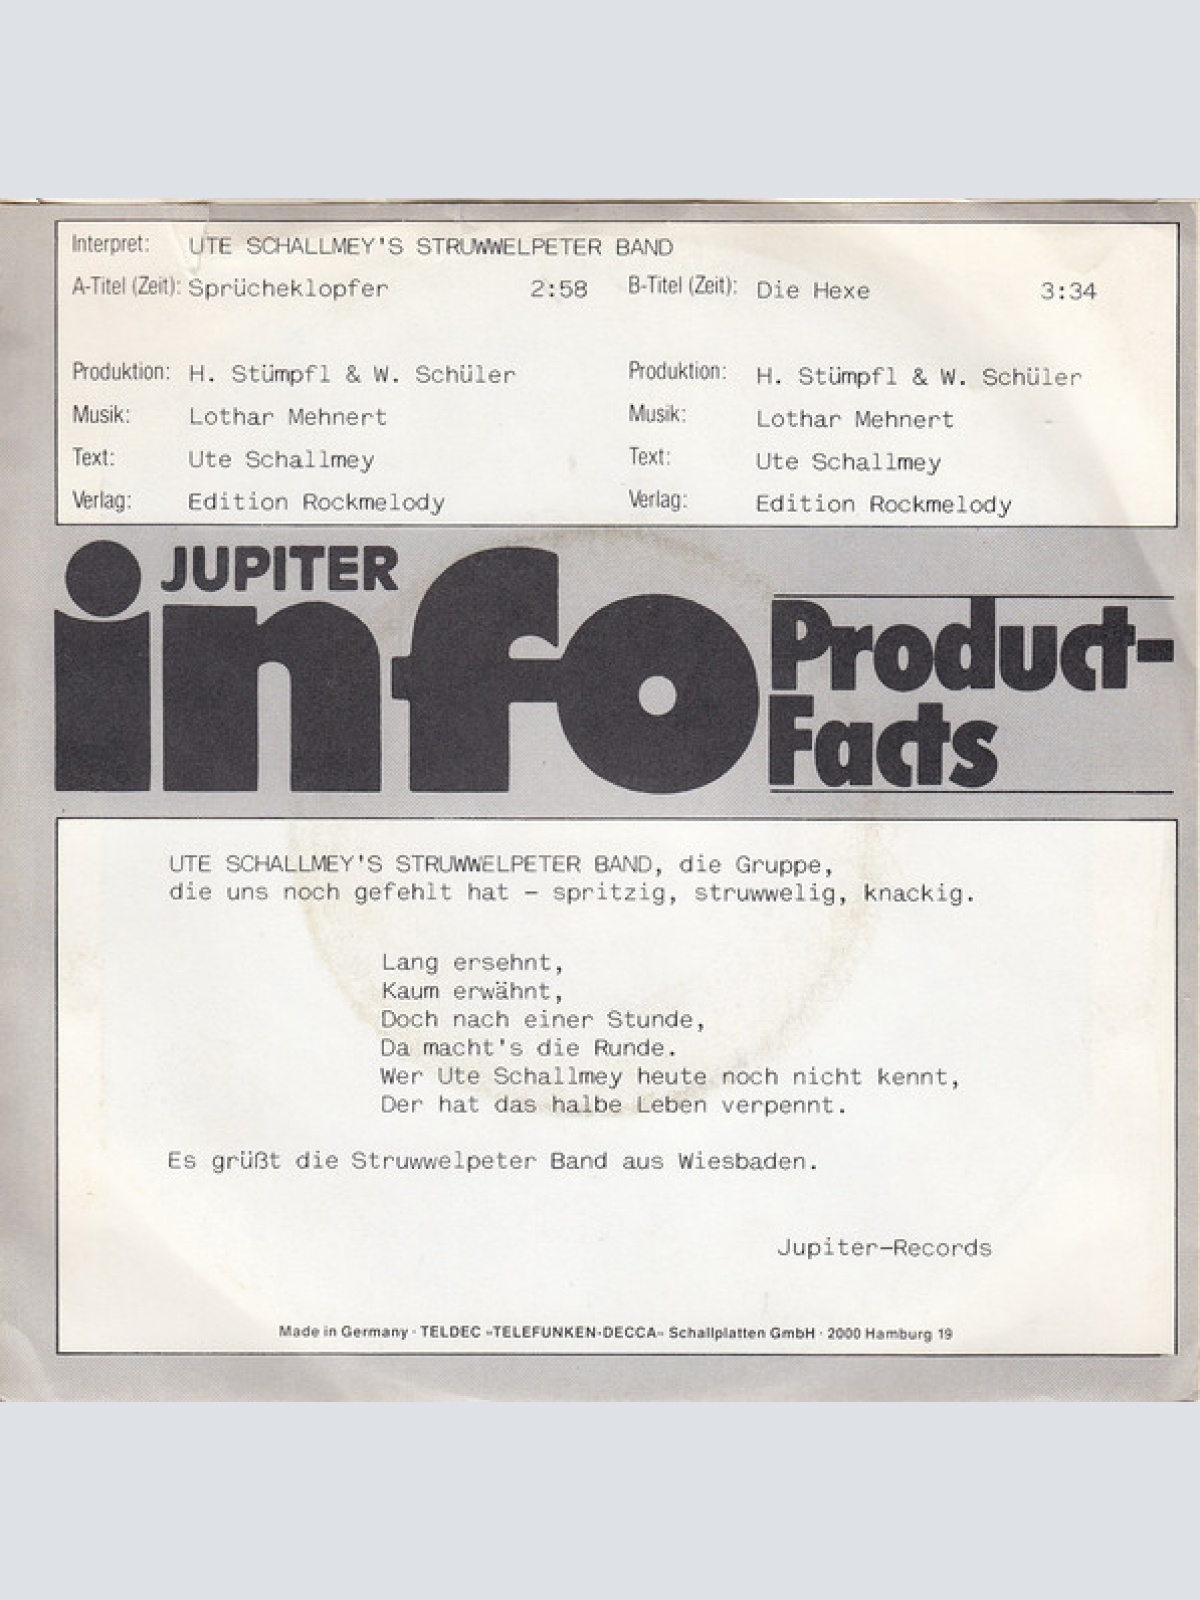 Interpret: UTE SCHALLMEY'S STRUWWELPETER BAND
A-Titel (Zeit): Sprücheklopfer 2:58 B-Titel (Zeit): Die Hexe 3:34
Produktion: H. Stümpfl & W. Schüler Produktion: H. Stümpfl & W. Schüler
Musik: Lothar Mehnert Musik: Lothar Mehnert
Text: Ute Schallmey Text: Ute Schallmey
Verlag: Edition Rockmelody Verlag: Edition Rockmelody
JUPITER
info
Product-
Facts
UTE SCHALLMEY'S STRUWWELPETER BAND, die Gruppe,
die uns noch gefehlt hat – spritzig, struwwelig, knackig.
Lang ersehnt,
Kaum erwähnt,
Doch nach einer Stunde,
Da macht's die Runde.
Wer Ute Schallmey heute noch nicht kennt,
Der hat das halbe Leben verpennt.
Es grüßt die Struwwelpeter Band aus Wiesbaden.
Jupiter-Records
Made in Germany · TELDEC »TELEFUNKEN-DECCA« Schallplatten GmbH · 2000 Hamburg 19